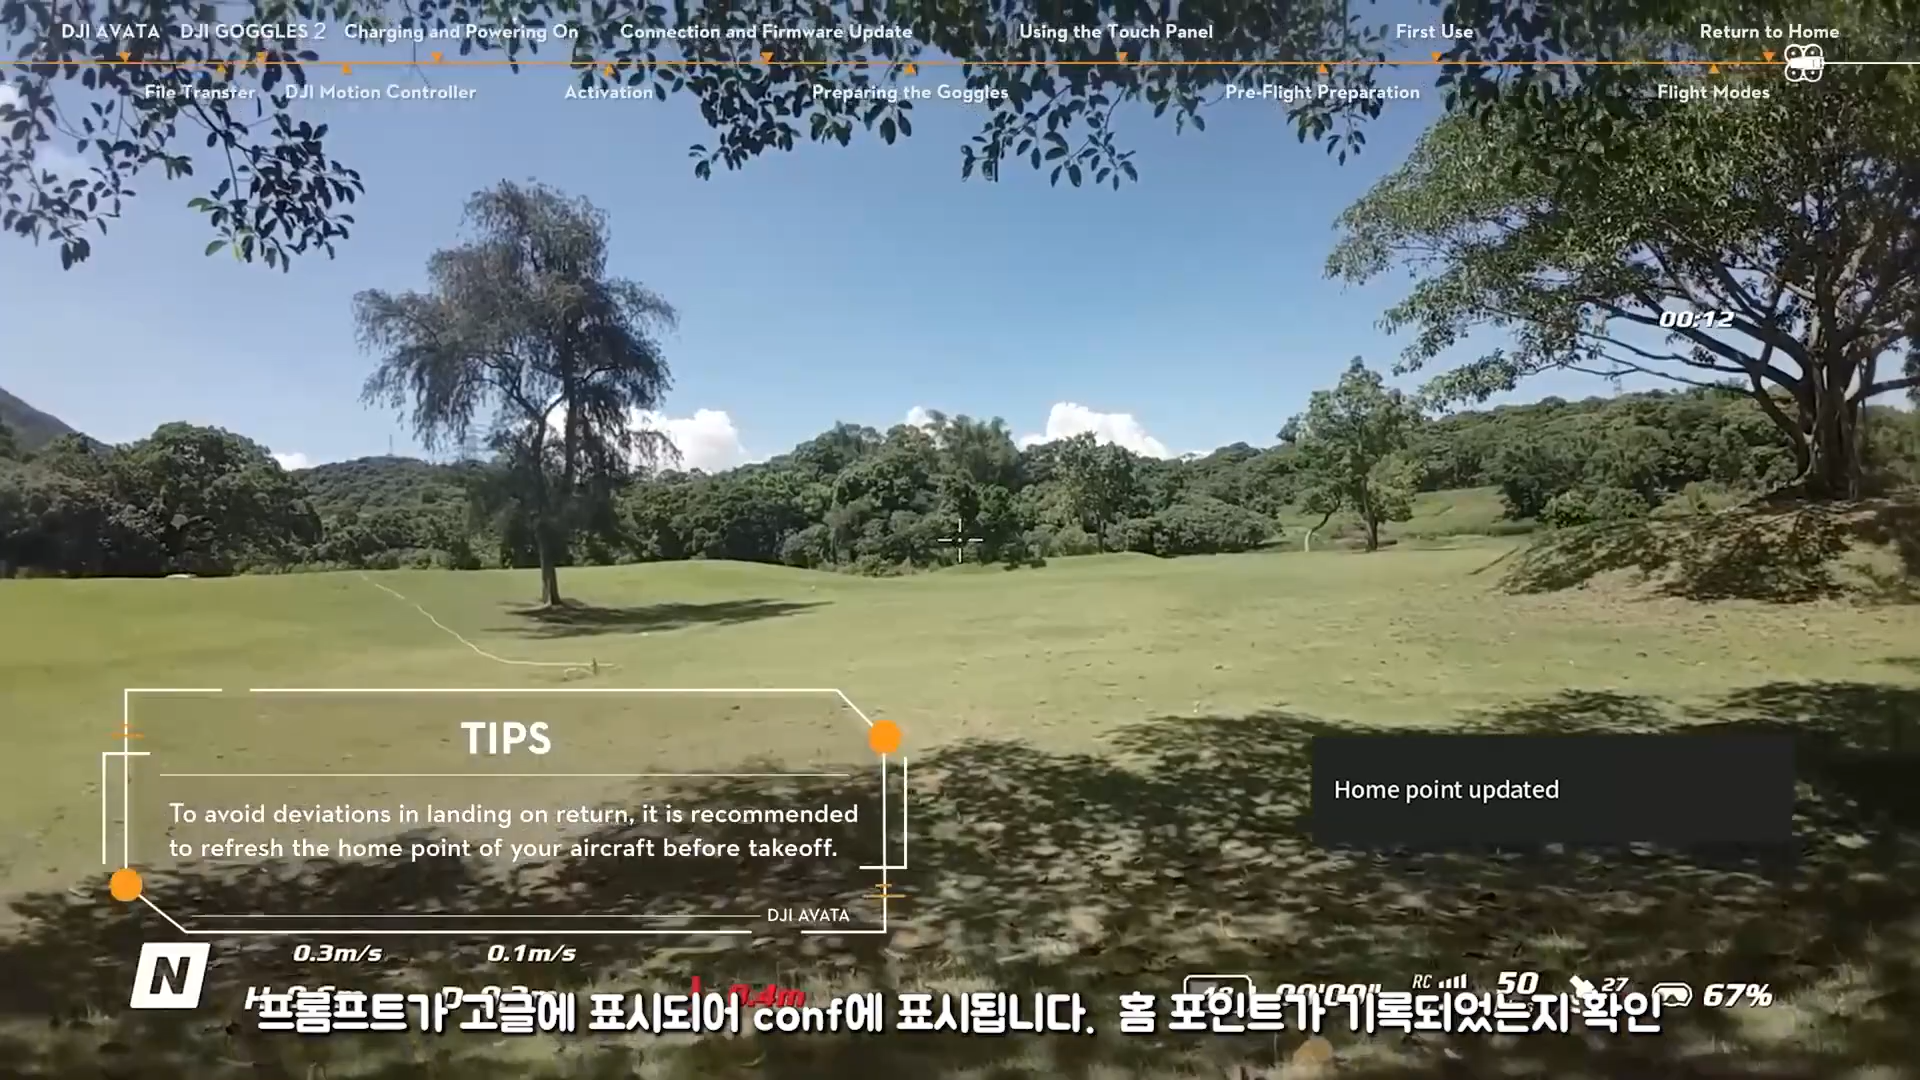 DJI AVATA DJI GOGGLES 2 Charging and Powering On Connection and Firmware Update Using the Touch Panel First Use Return to Home
File Transfer DJI Motion Controller Activation Preparing the Goggles Pre-Flight Preparation Flight Modes
00:12
TIPS
To avoid deviations in landing on return, it is recommended
to refresh the home point of your aircraft before takeoff.
DJI AVATA
Home point updated
N
0.3m/s 0.1m/s
0.4m
RC 50 27 67%
프롬프트가 고글에 표시되어 conf에 표시됩니다. 홈 포인트가 기록되었는지 확인